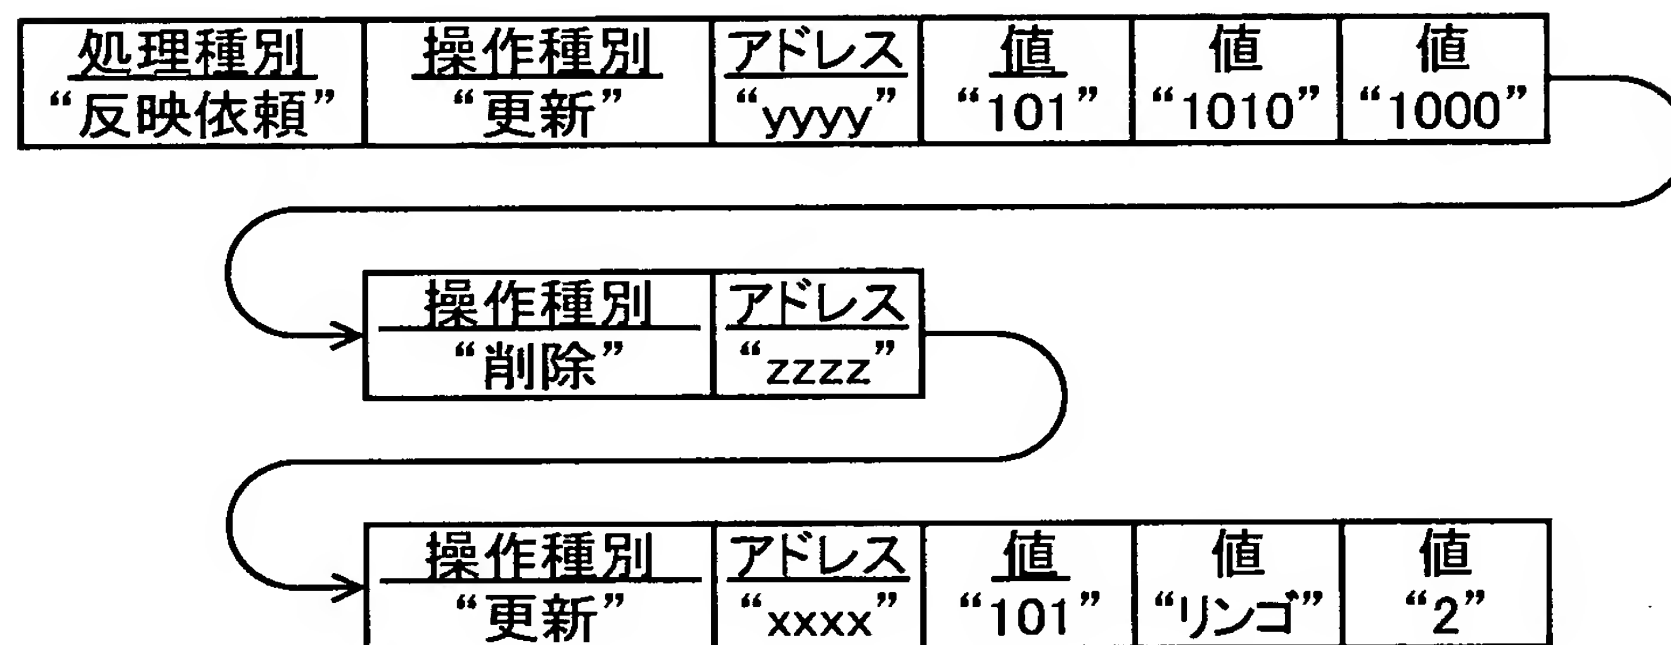 処理種別 操作種別 アドレス 値 値 値
“反映依頼” “更新” “yyyy” “101” “1010” “1000”
操作種別 アドレス
“削除” “zzzz”
操作種別 アドレス 値 値 値
“更新” “xxxx” “101” “リンゴ” “2”